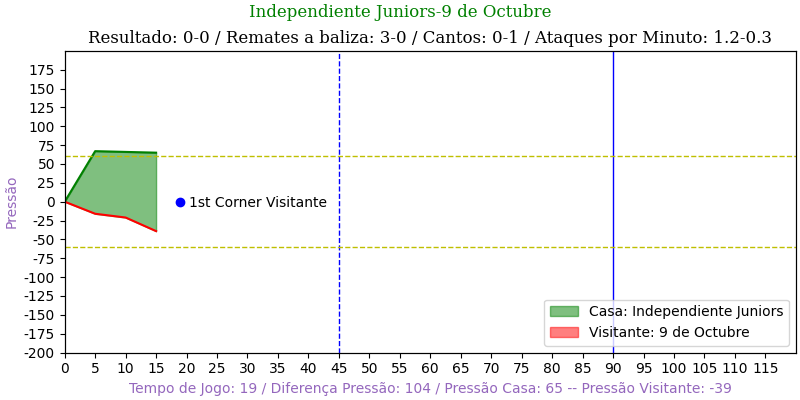 Independiente Juniors-9 de Octubre
Resultado: 0-0 / Remates a baliza: 3-0 / Cantos: 0-1 / Ataques por Minuto: 1.2-0.3
Pressão
175
150
125
100
75
50
25
0
-25
-50
-75
-100
-125
-150
-175
-200
1st Corner Visitante
Casa: Independiente Juniors
Visitante: 9 de Octubre
0 5 10 15 20 25 30 35 40 45 50 55 60 65 70 75 80 85 90 95 100 105 110 115
Tempo de Jogo: 19 / Diferença Pressão: 104 / Pressão Casa: 65 -- Pressão Visitante: -39